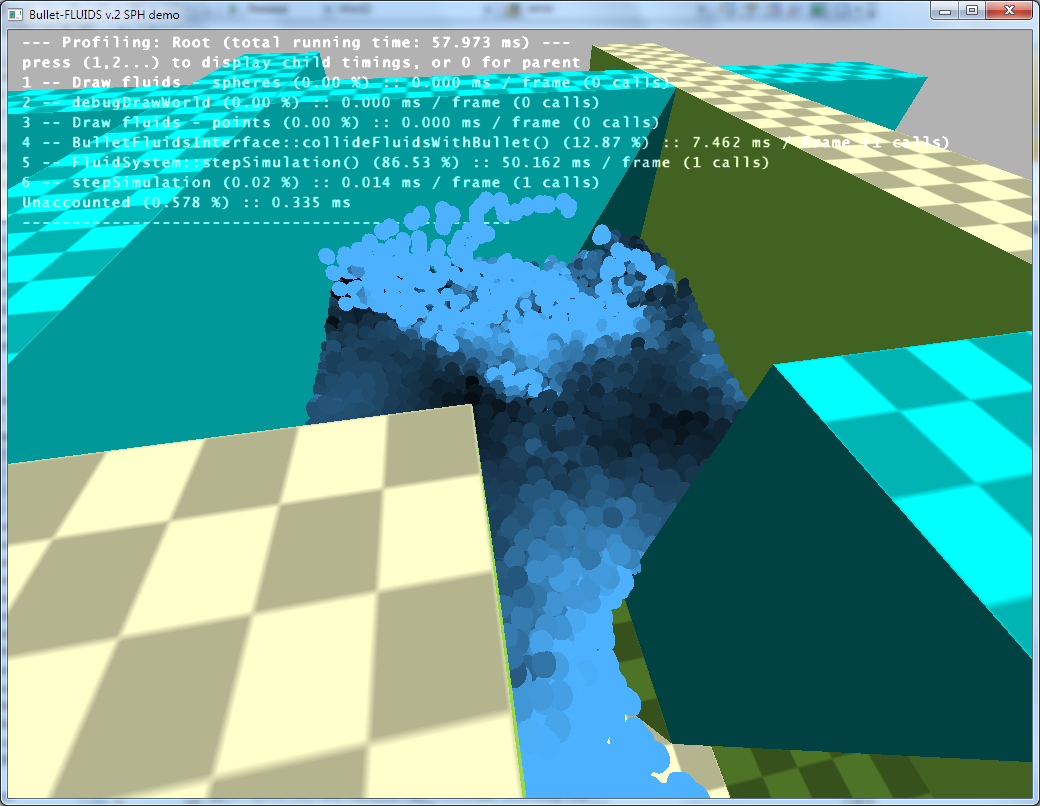 Bullet-FLUIDS v.2 SPH demo
--- Profiling: Root (total running time: 57.973 ms) ---
press (1,2...) to display child timings, or 0 for parent
1 -- Draw fluids - spheres (0.00 %) :: 0.000 ms / frame (0 calls)
2 -- debugDrawWorld (0.00 %) :: 0.000 ms / frame (0 calls)
3 -- Draw fluids - points (0.00 %) :: 0.000 ms / frame (0 calls)
4 -- BulletFluidsInterface::collideFluidsWithBullet() (12.87 %) :: 7.462 ms / frame (1 calls)
5 -- FluidSystem::stepSimulation() (86.53 %) :: 50.162 ms / frame (1 calls)
6 -- stepSimulation (0.02 %) :: 0.014 ms / frame (1 calls)
Unaccounted (0.578 %) :: 0.335 ms
-------------------------------------------------